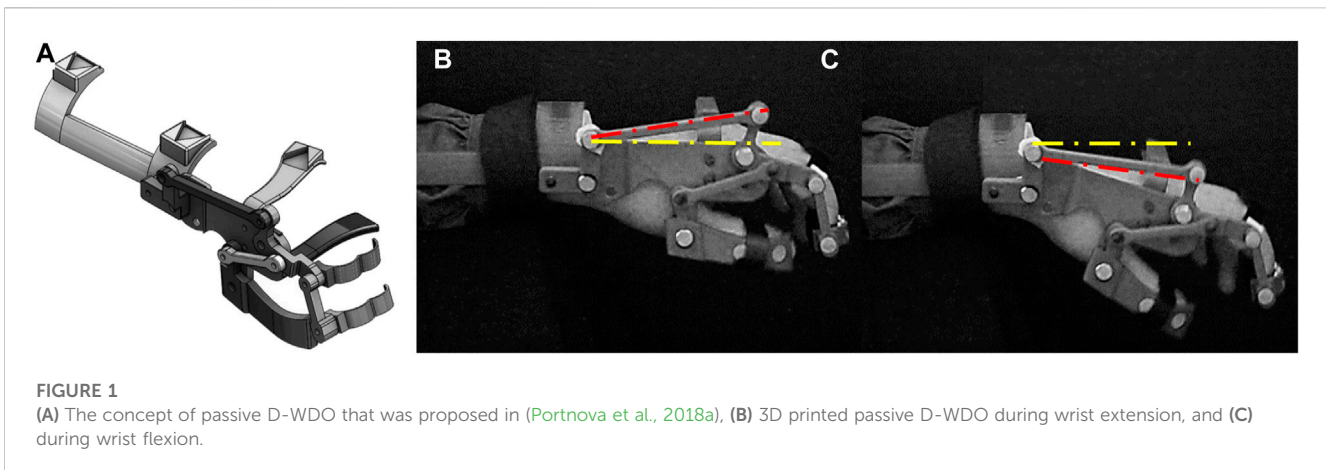 A
B
C
FIGURE 1
(A) The concept of passive D-WDO that was proposed in (Portnova et al., 2018a), (B) 3D printed passive D-WDO during wrist extension, and (C)
during wrist flexion.